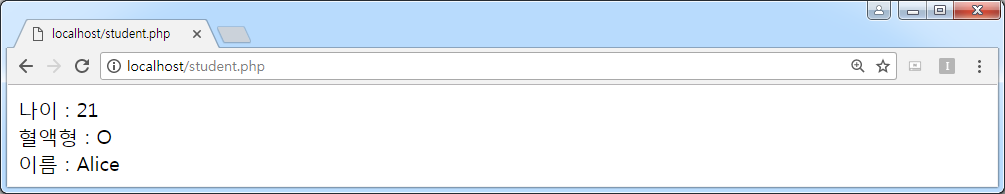 localhost/student.php
localhost/student.php
나이 : 21
혈액형 : O
이름 : Alice